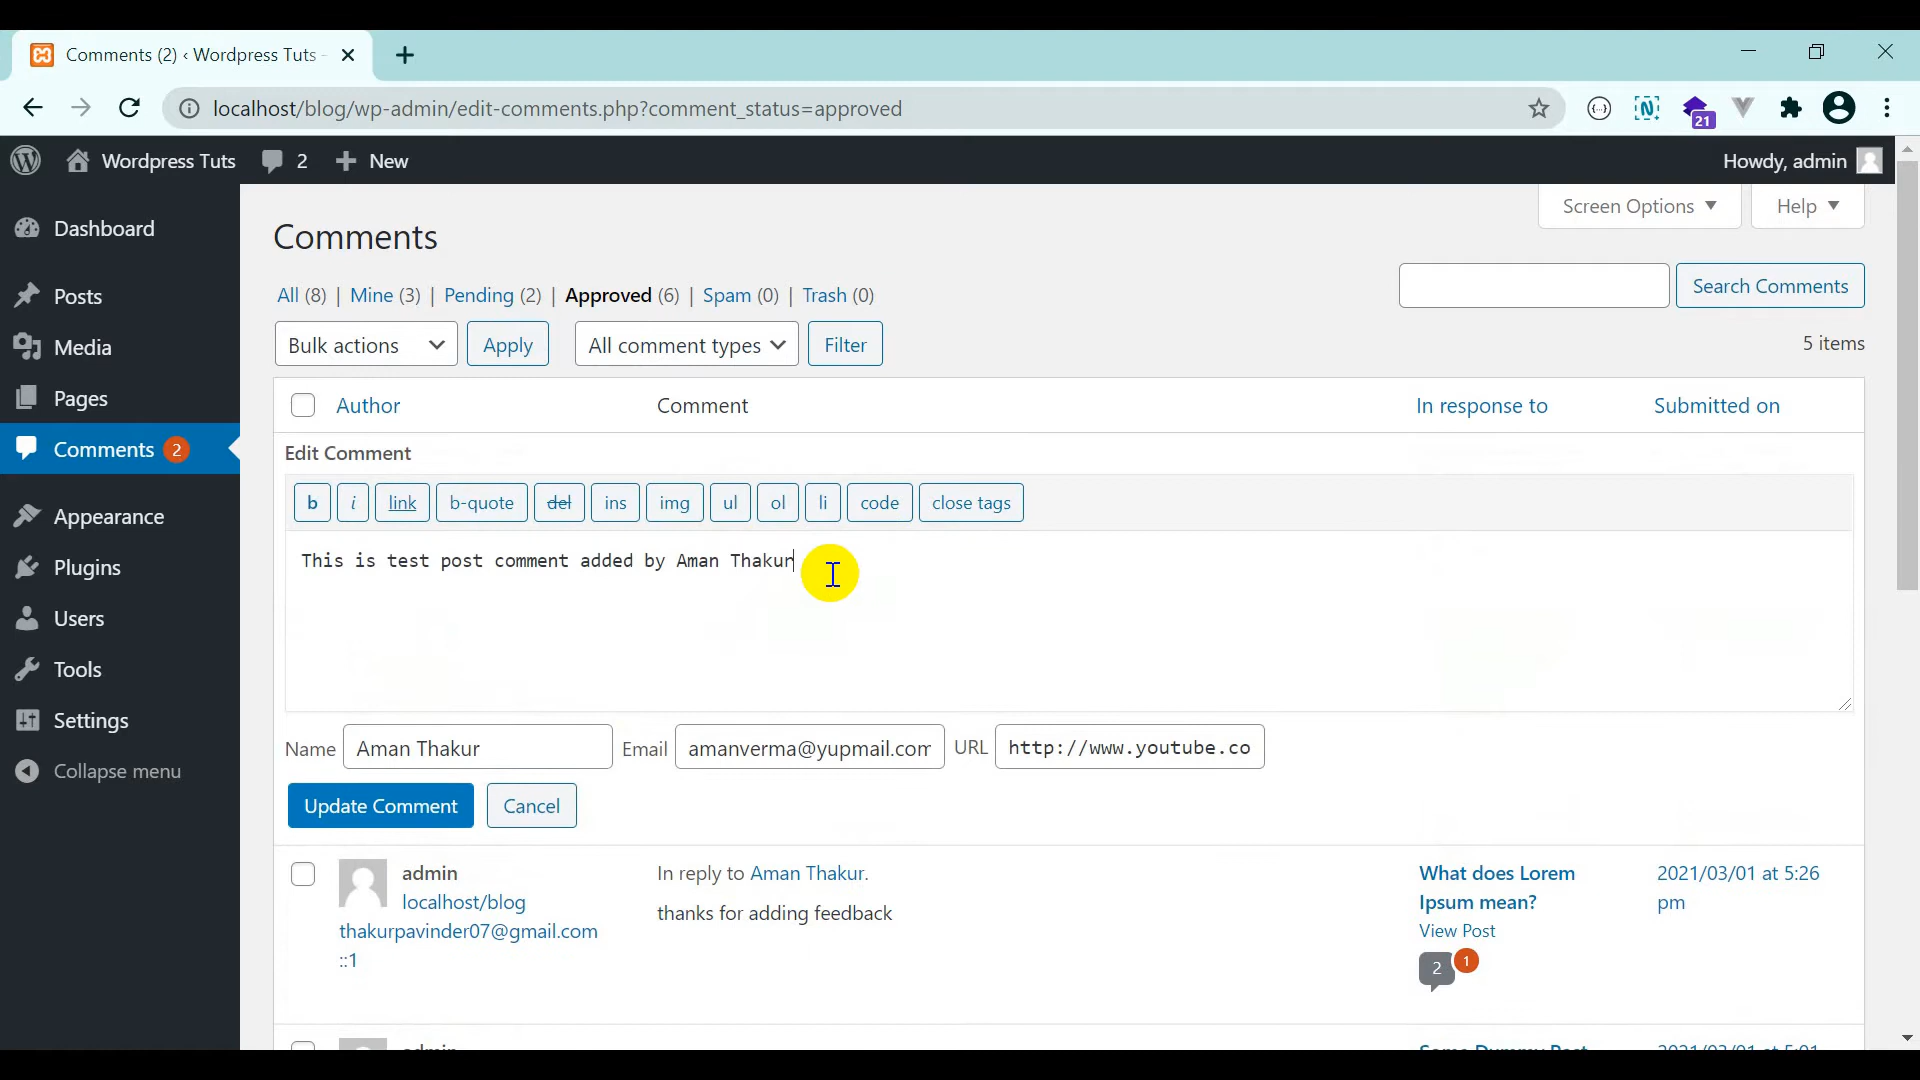 Comments (2) ‹ Wordpress Tuts -
localhost/blog/wp-admin/edit-comments.php?comment_status=approved
21
Wordpress Tuts 2 New
Howdy, admin
Dashboard
Posts
Media
Pages
Comments 2
Appearance
Plugins
Users
Tools
Settings
Collapse menu
Screen Options
Help
Comments
All (8) | Mine (3) | Pending (2) | Approved (6) | Spam (0) | Trash (0)
Search Comments
Bulk actions Apply All comment types Filter
5 items
Author Comment In response to Submitted on
Edit Comment
b i link b-quote del ins img ul ol li code close tags
This is test post comment added by Aman Thakur
Name Aman Thakur Email amanverma@yupmail.com URL http://www.youtube.co
Update Comment Cancel
admin
localhost/blog
thakurpavinder07@gmail.com
::1
In reply to Aman Thakur.
thanks for adding feedback
What does Lorem
Ipsum mean?
View Post
2 1
2021/03/01 at 5:26
pm
admin
Some Dummy Post
2021/03/01 at 5:01